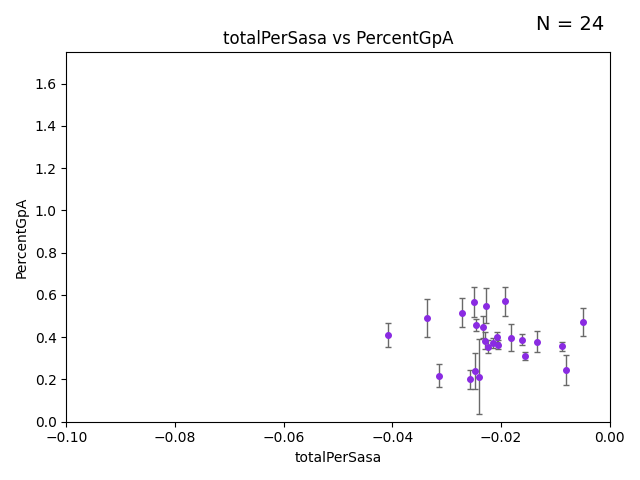 N = 24
totalPerSasa vs PercentGpA
PercentGpA
1.6
1.4
1.2
1.0
0.8
0.6
0.4
0.2
0.0
−0.10 −0.08 −0.06 −0.04 −0.02 0.00
totalPerSasa